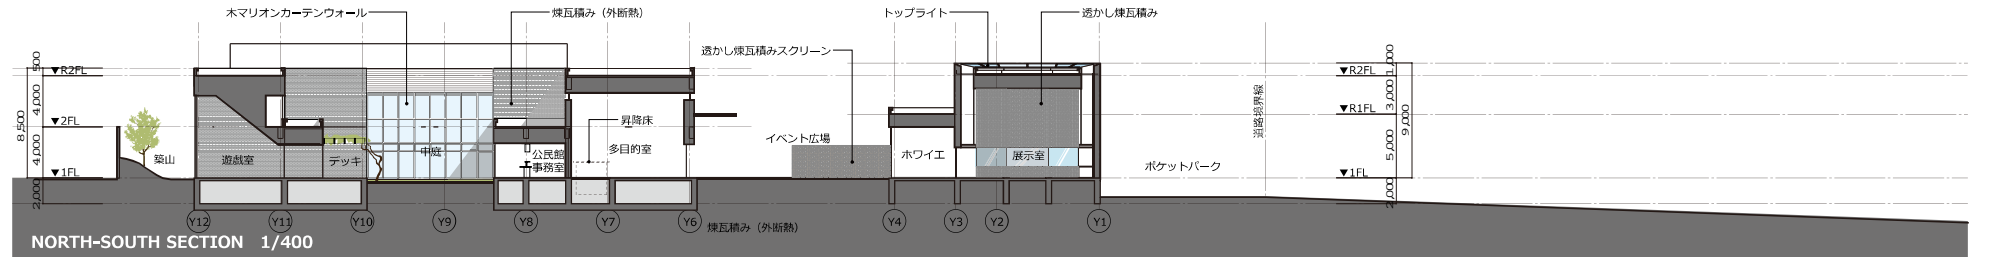 木マリオンカーテンウォール
煉瓦積み（外断熱）
トップライト
透かし煉瓦積み
透かし煉瓦積みスクリーン
▼R2FL
▼2FL
▼1FL
500
4,000
4,000
8,500
2,000
築山
遊戯室
デッキ
中庭
公民館
事務室
昇降床
多目的室
イベント広場
ホワイエ
展示室
ポケットパーク
道路境界線
▼R2FL
▼R1FL
▼1FL
1,000
3,000
5,000
9,000
2,000
Y12
Y11
Y10
Y9
Y8
Y7
Y6
Y4
Y3
Y2
Y1
煉瓦積み（外断熱）
NORTH-SOUTH SECTION 1/400